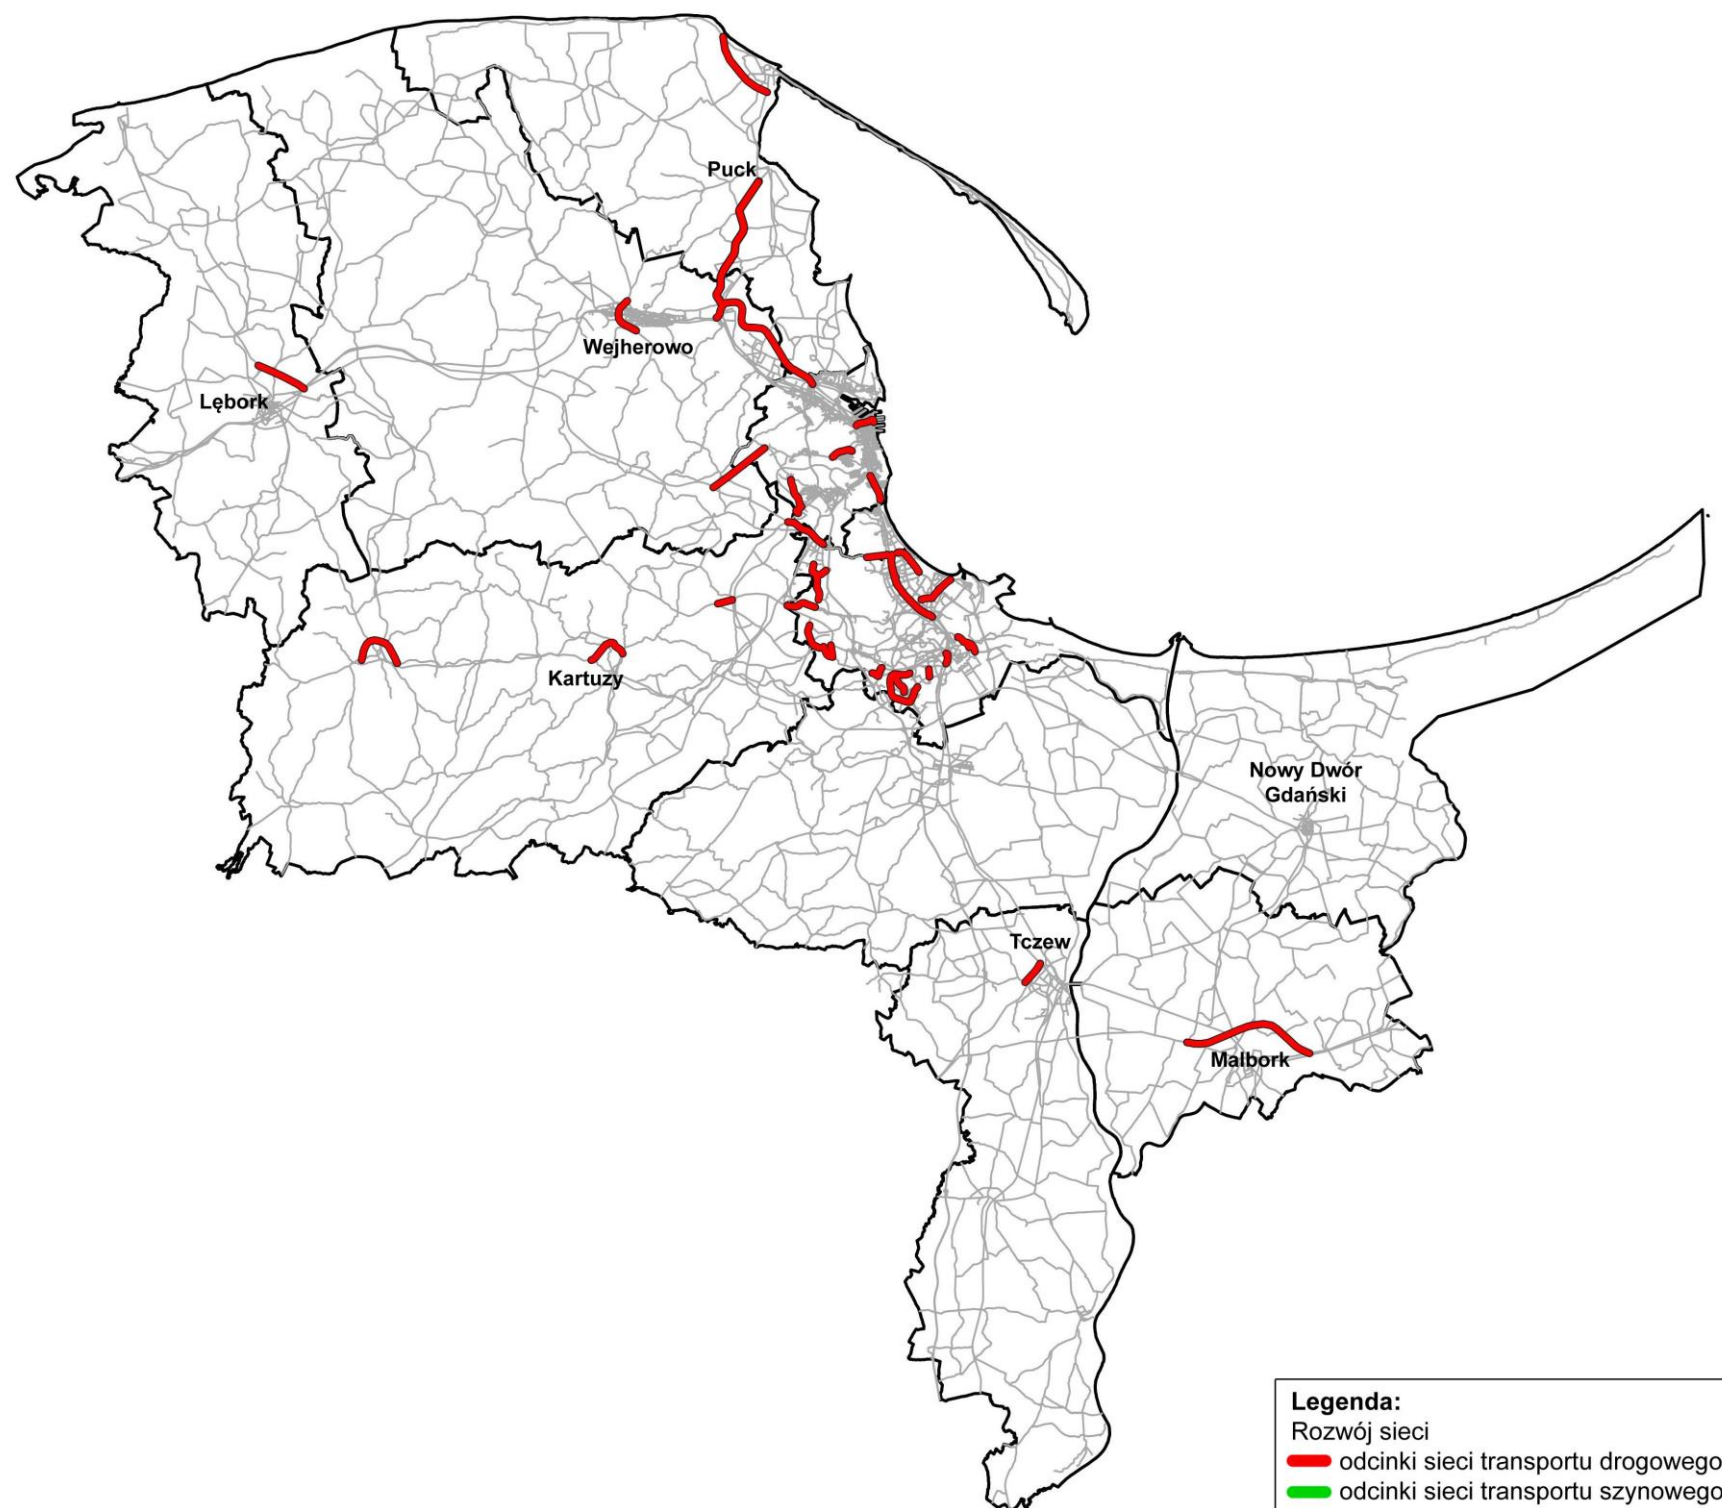 Puck
Wejherowo
Lębork
Kartuzy
Nowy Dwór
Gdański
Tczew
Malbork
Legenda:
Rozwój sieci
odcinki sieci transportu drogowego
odcinki sieci transportu szynowego